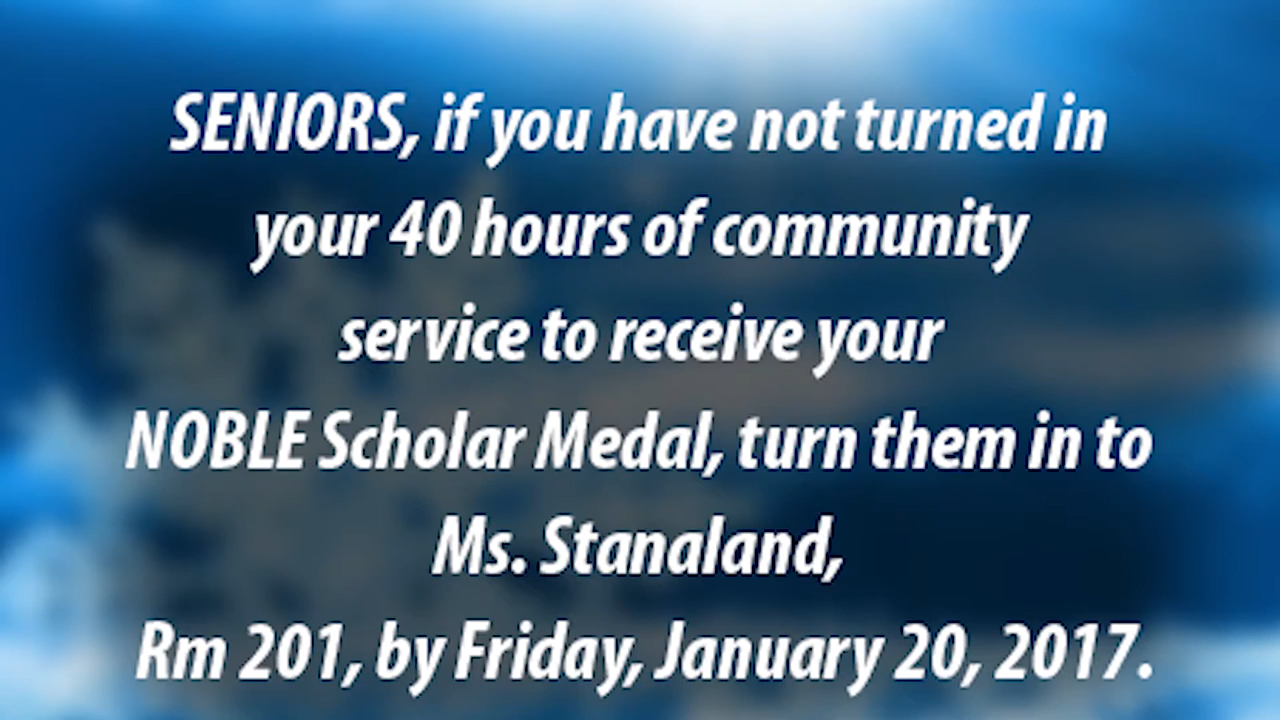 SENIORS, if you have not turned in
your 40 hours of community
service to receive your
NOBLE Scholar Medal, turn them in to
Ms. Stanaland,
Rm 201, by Friday, January 20, 2017.